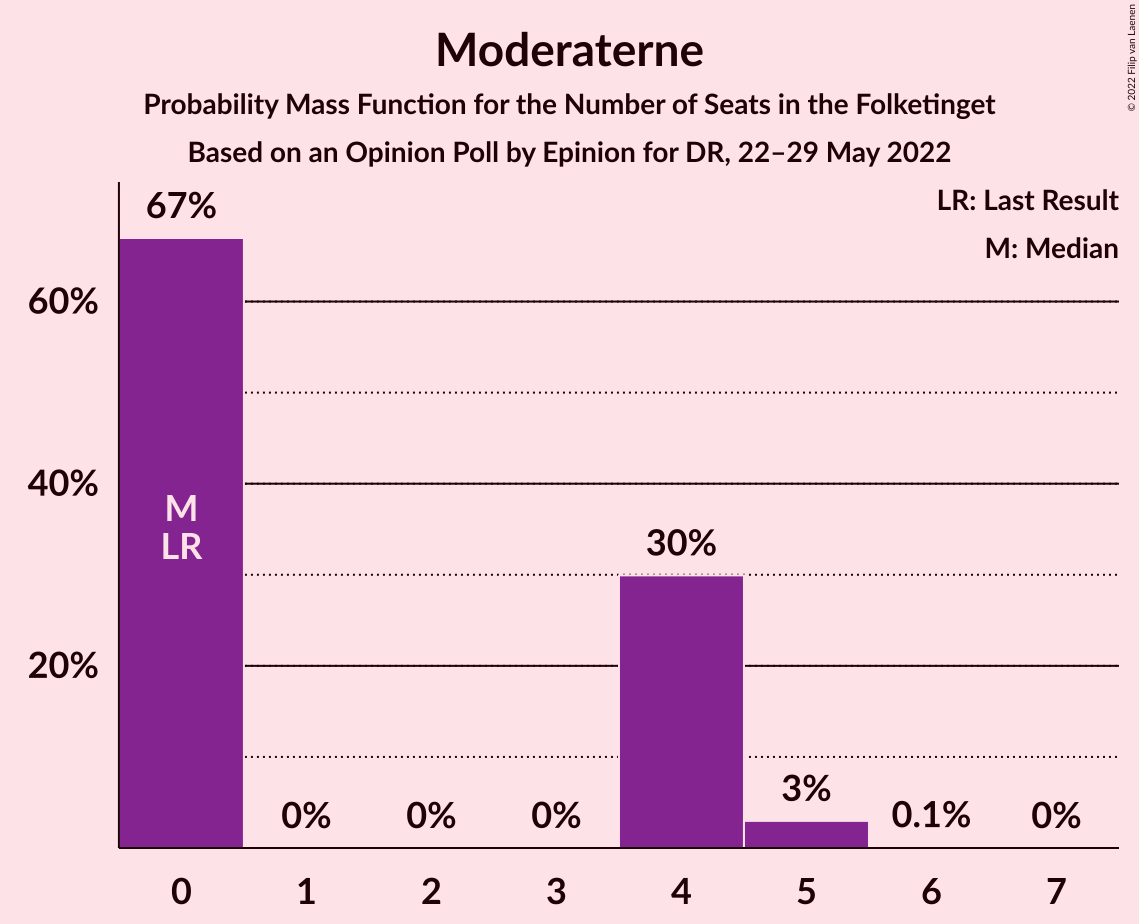 Moderaterne
Probability Mass Function for the Number of Seats in the Folketinget
Based on an Opinion Poll by Epinion for DR, 22–29 May 2022
© 2022 Filip van Laenen
LR: Last Result
M: Median
67%
60%
40%
20%
M
LR
0%
0%
0%
30%
3%
0.1%
0%
0
1
2
3
4
5
6
7